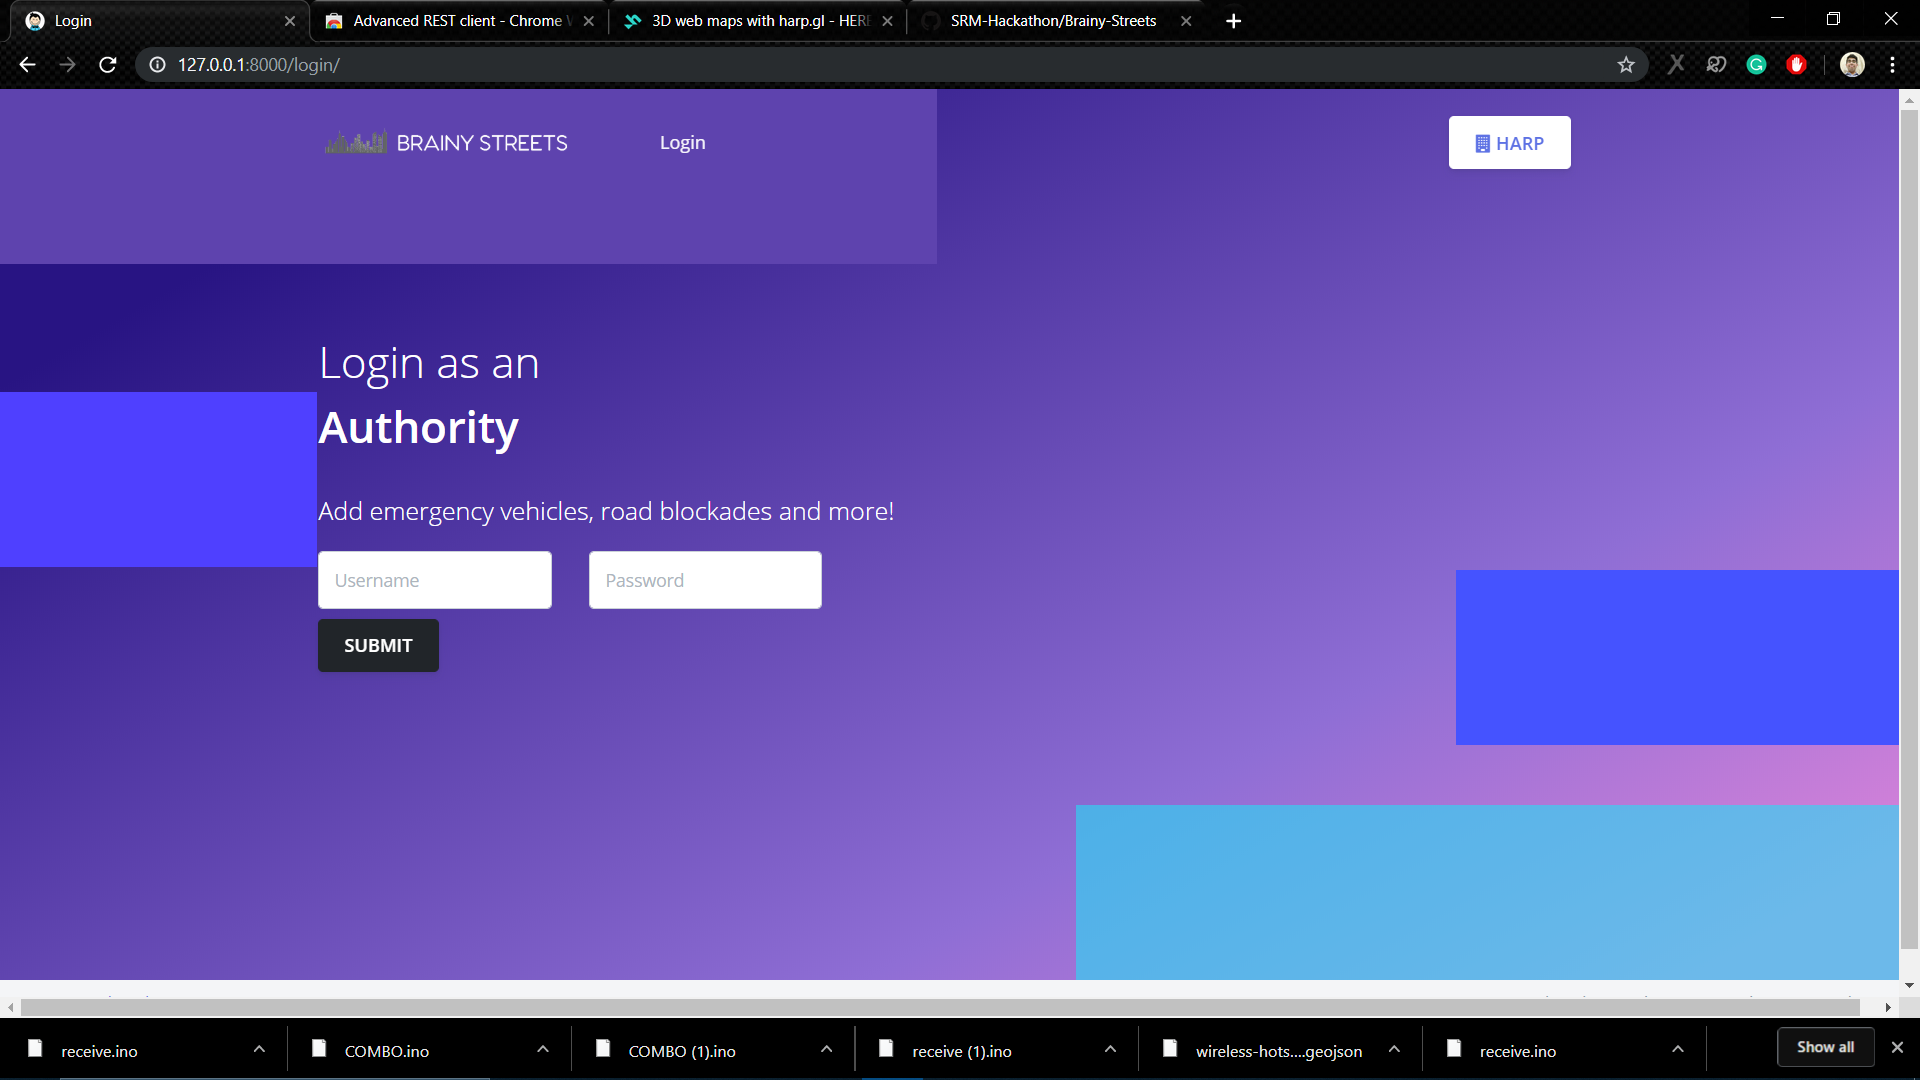 Login
Advanced REST client - Chrome
3D web maps with harp.gl - HERE
SRM-Hackathon/Brainy-Streets
127.0.0.1:8000/login/
BRAINY STREETS
Login
HARP
Login as an
Authority
Add emergency vehicles, road blockades and more!
Username
Password
SUBMIT
receive.ino
COMBO.ino
COMBO (1).ino
receive (1).ino
wireless-hots....geojson
receive.ino
Show all